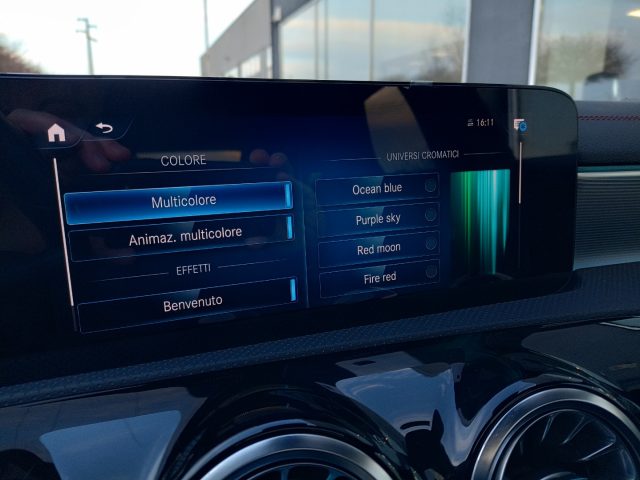 16:11
COLORE
Multicolore
Animaz. multicolore
EFFETTI
Benvenuto
UNIVERSI CROMATICI
Ocean blue
Purple sky
Red moon
Fire red